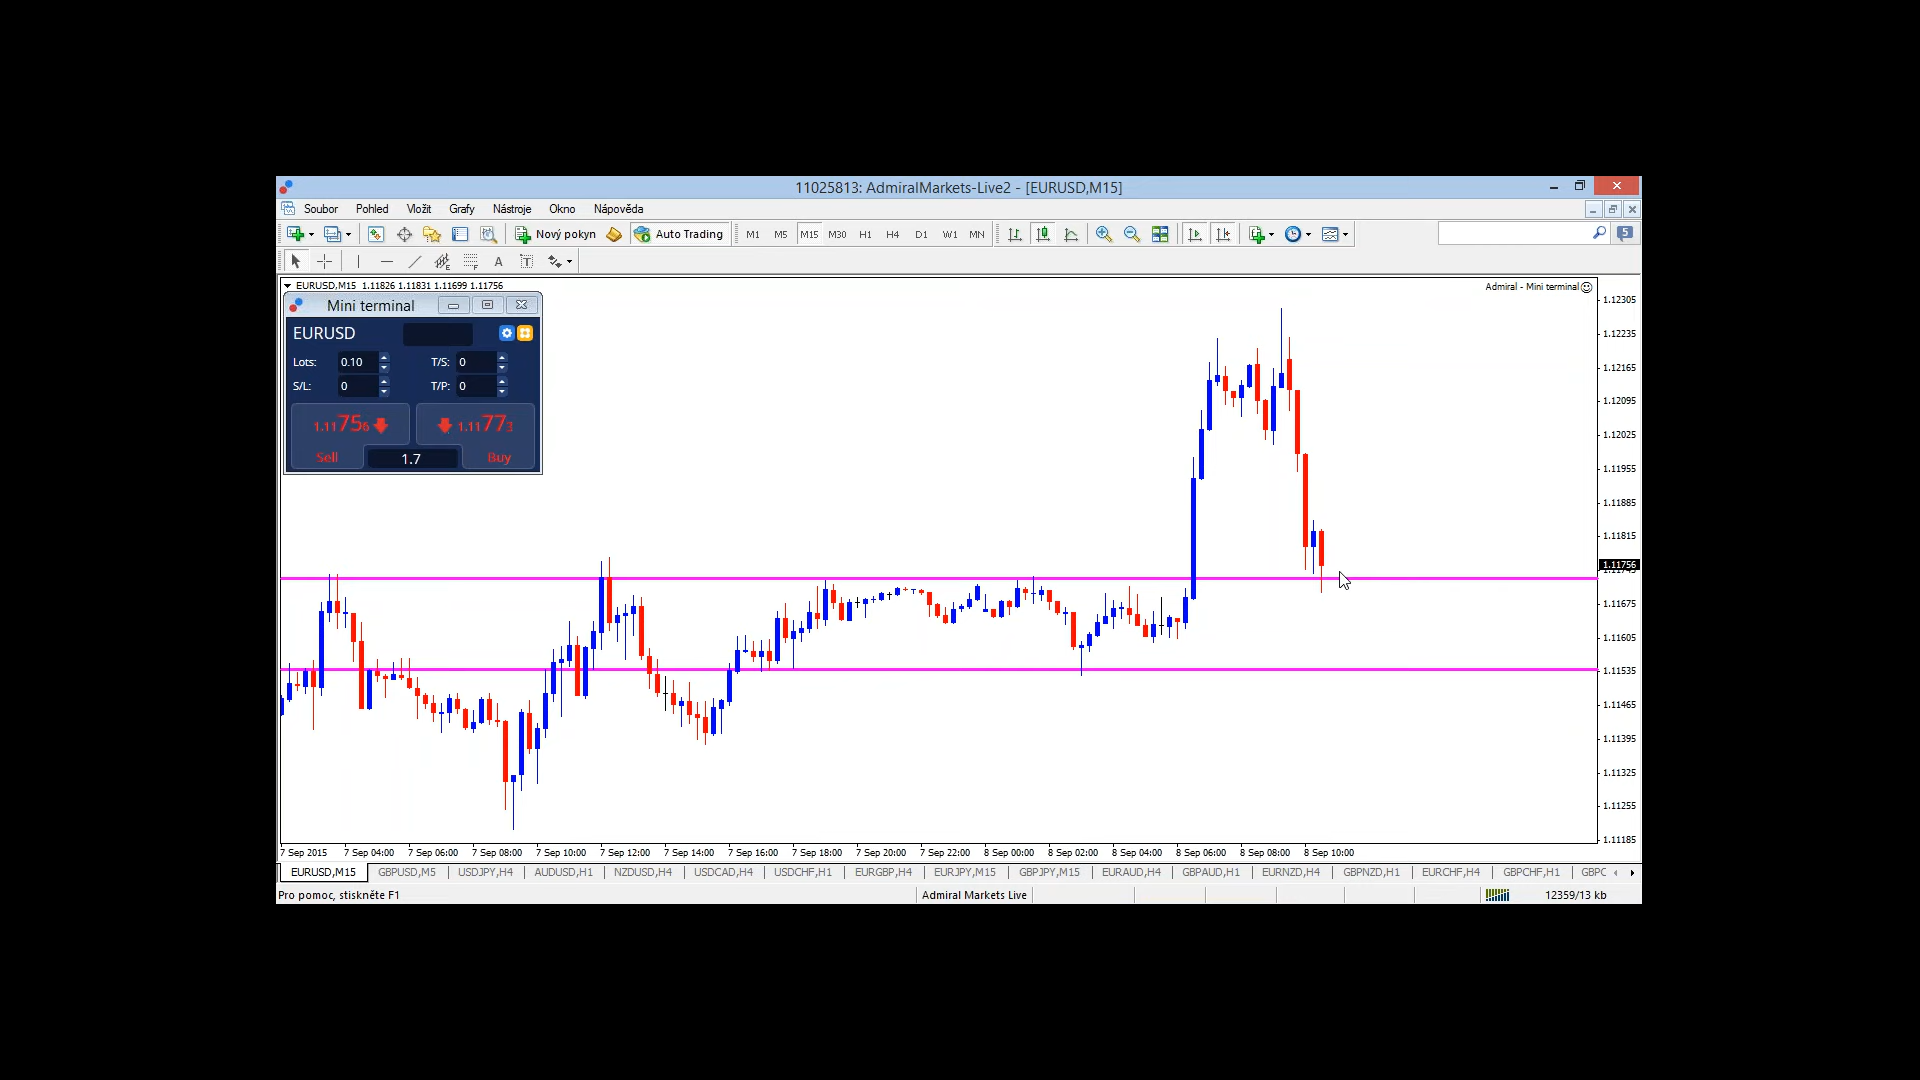 11025813: AdmiralMarkets-Live2 - [EURUSD,M15]
Soubor Pohled Vložit Grafy Nástroje Okno Nápověda
Nový pokyn Auto Trading M1 M5 M15 M30 H1 H4 D1 W1 MN 5
E F A T
EURUSD,M15 1.11826 1.11831 1.11699 1.11756
Admiral - Mini terminal
Mini terminal
EURUSD
Lots: 0.10 T/S: 0
S/L: 0 T/P: 0
1.11756 1.11773
Sell 1.7 Buy
1.12305
1.12235
1.12165
1.12095
1.12025
1.11955
1.11885
1.11815
1.11756
1.11675
1.11605
1.11535
1.11465
1.11395
1.11325
1.11255
1.11185
7 Sep 2015 7 Sep 04:00 7 Sep 06:00 7 Sep 08:00 7 Sep 10:00 7 Sep 12:00 7 Sep 14:00 7 Sep 16:00 7 Sep 18:00 7 Sep 20:00 7 Sep 22:00 8 Sep 00:00 8 Sep 02:00 8 Sep 04:00 8 Sep 06:00 8 Sep 08:00 8 Sep 10:00
EURUSD,M15 GBPUSD,M5 USDJPY,H4 AUDUSD,H1 NZDUSD,H4 USDCAD,H4 USDCHF,H1 EURGBP,H4 EURJPY,M15 GBPJPY,M15 EURAUD,H4 GBPAUD,H1 EURNZD,H4 GBPNZD,H1 EURCHF,H4 GBPCHF,H1 GBPC
Pro pomoc, stiskněte F1 Admiral Markets Live 12359/13 kb